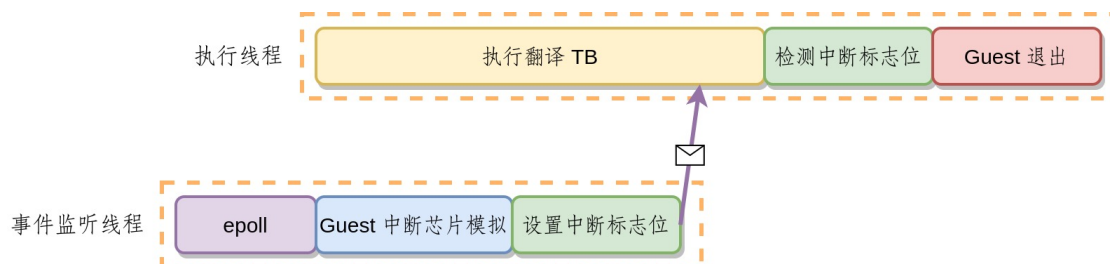 执行线程
执行翻译 TB
检测中断标志位
Guest 退出
事件监听线程
epoll
Guest 中断芯片模拟
设置中断标志位